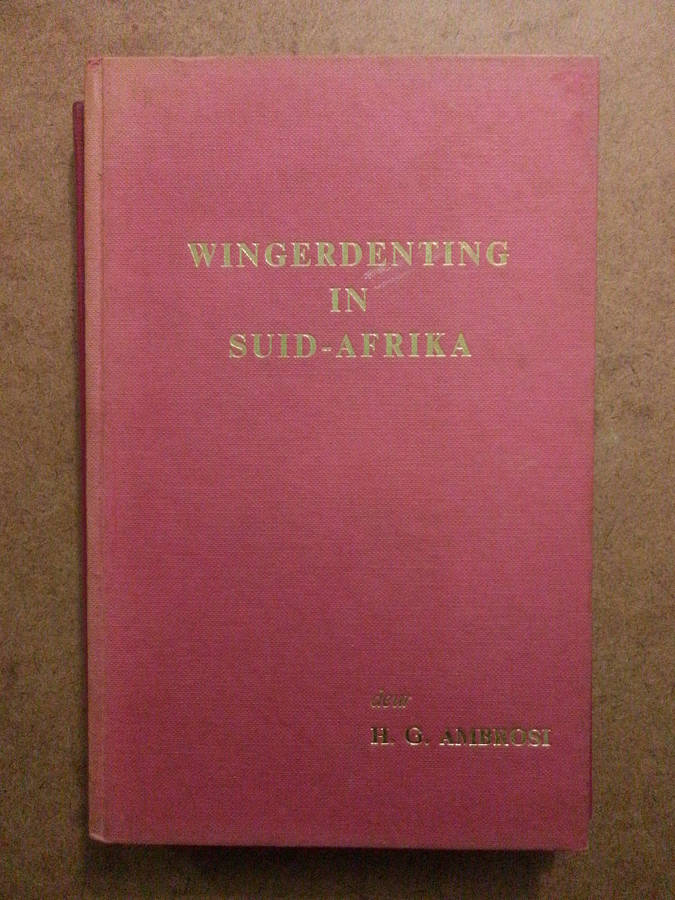 WINGERDENTING
IN
SUID-AFRIKA
deur
H. G. AMBROSI